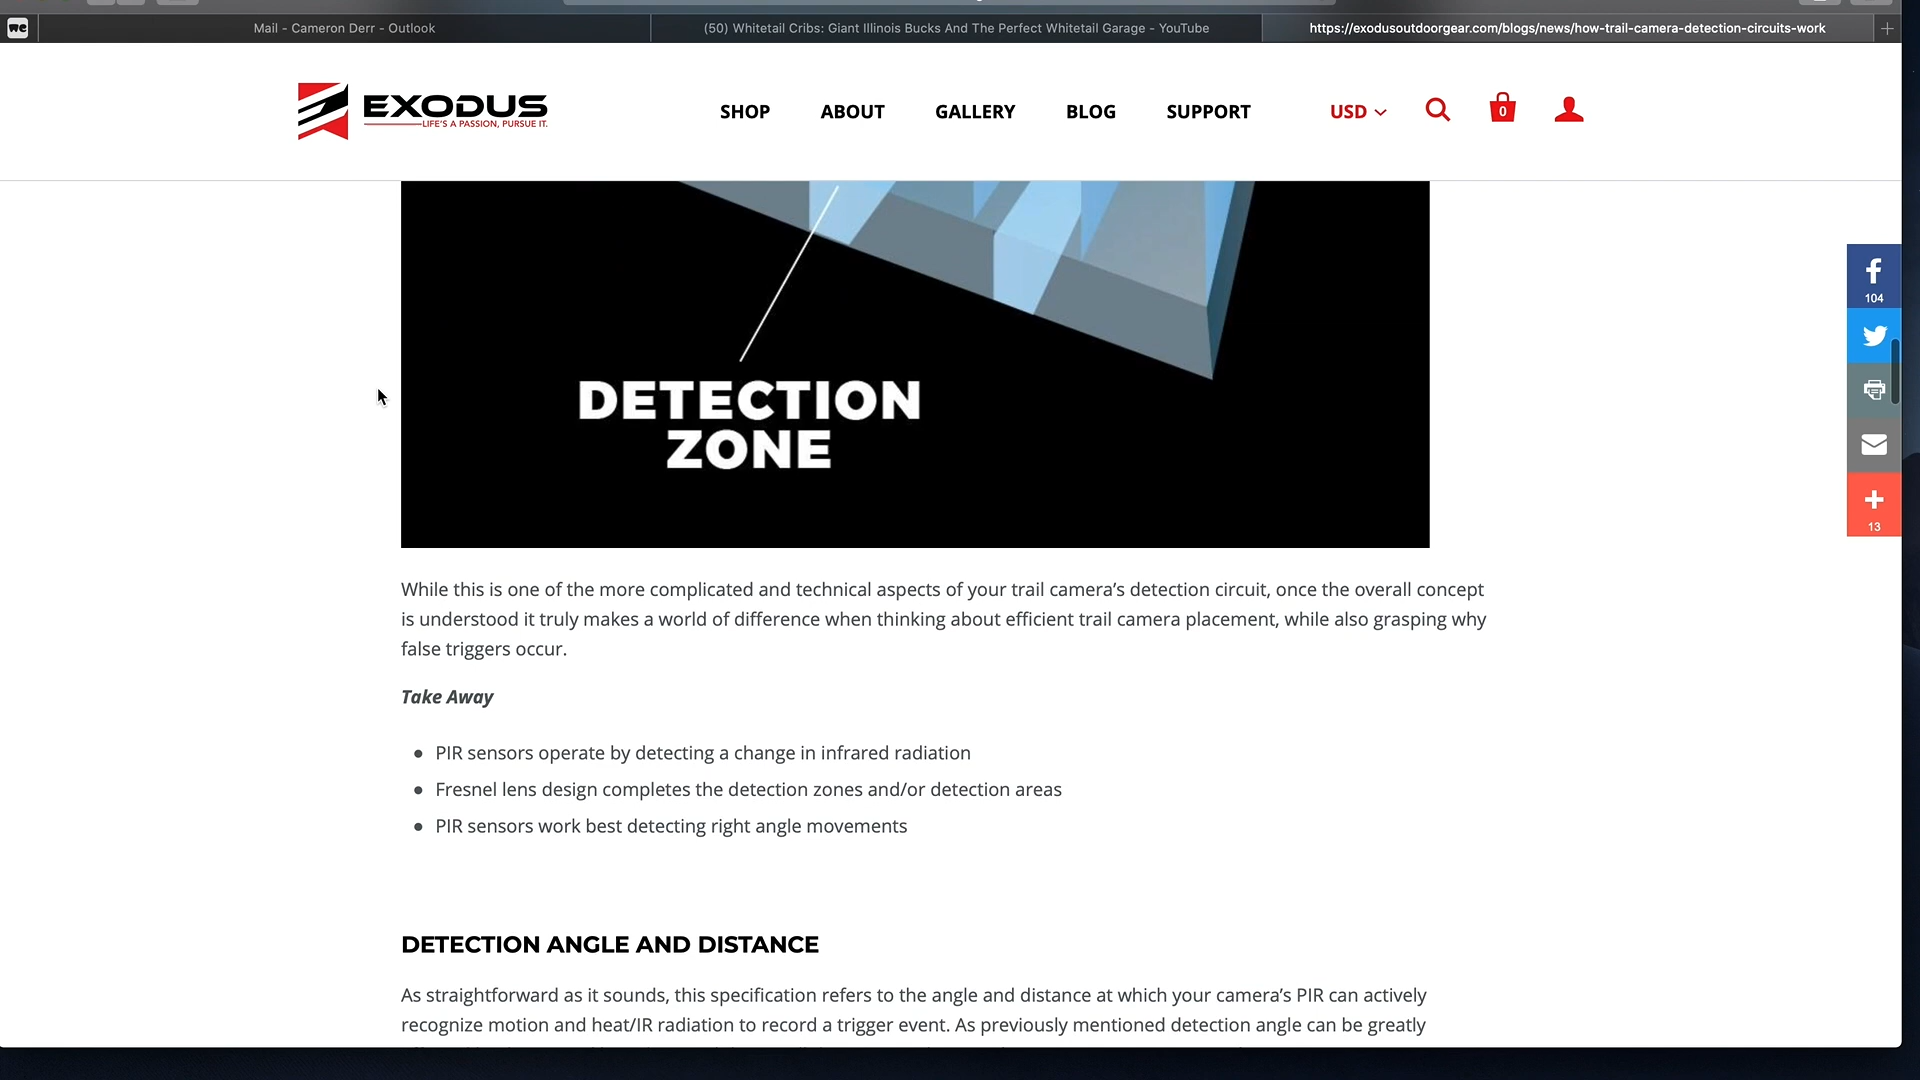 we
Mail - Cameron Derr - Outlook
(50) Whitetail Cribs: Giant Illinois Bucks And The Perfect Whitetail Garage - YouTube
https://exodusoutdoorgear.com/blogs/news/how-trail-camera-detection-circuits-work
EXODUS
LIFE'S A PASSION, PURSUE IT.
SHOP
ABOUT
GALLERY
BLOG
SUPPORT
USD
0
104
13
DETECTION
ZONE
While this is one of the more complicated and technical aspects of your trail camera’s detection circuit, once the overall concept
is understood it truly makes a world of difference when thinking about efficient trail camera placement, while also grasping why
false triggers occur.
Take Away
● PIR sensors operate by detecting a change in infrared radiation
● Fresnel lens design completes the detection zones and/or detection areas
● PIR sensors work best detecting right angle movements
DETECTION ANGLE AND DISTANCE
As straightforward as it sounds, this specification refers to the angle and distance at which your camera’s PIR can actively
recognize motion and heat/IR radiation to record a trigger event. As previously mentioned detection angle can be greatly